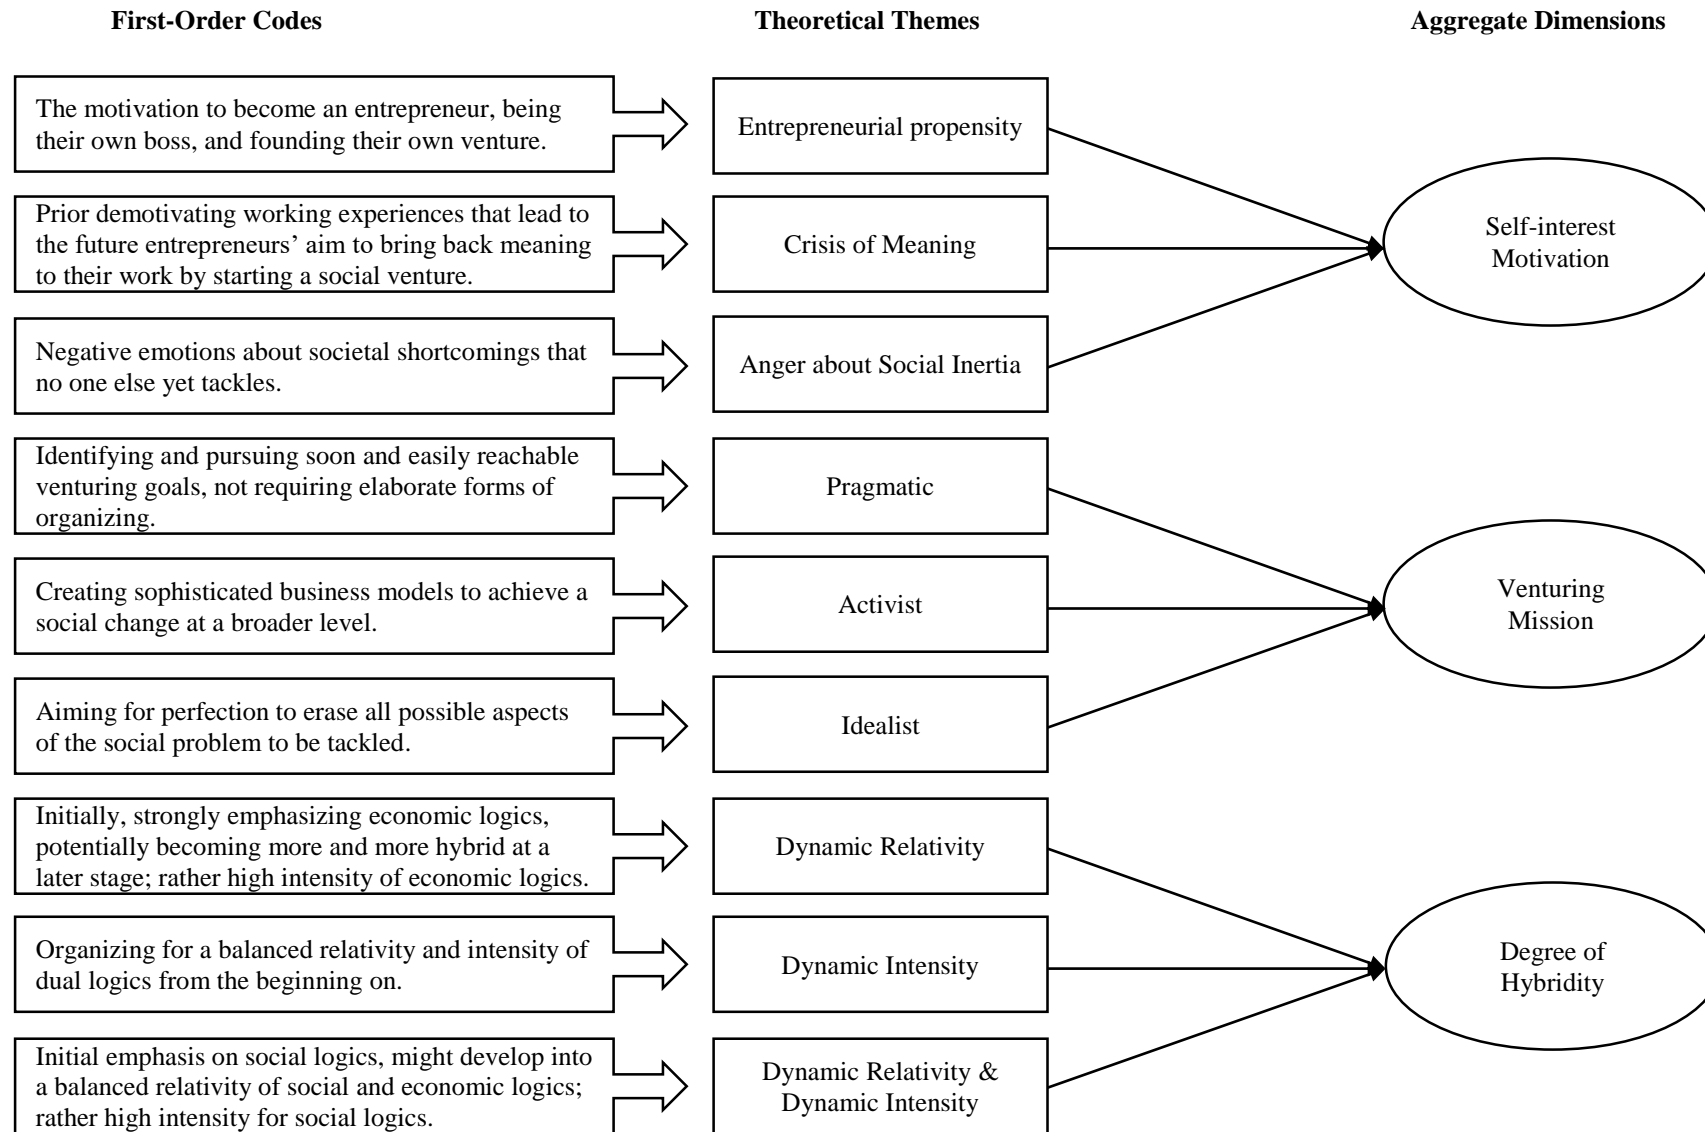 First-Order Codes
Theoretical Themes
Aggregate Dimensions
The motivation to become an entrepreneur, being
their own boss, and founding their own venture.
Entrepreneurial propensity
Prior demotivating working experiences that lead to
the future entrepreneurs’ aim to bring back meaning
to their work by starting a social venture.
Crisis of Meaning
Negative emotions about societal shortcomings that
no one else yet tackles.
Anger about Social Inertia
Self-interest
Motivation
Identifying and pursuing soon and easily reachable
venturing goals, not requiring elaborate forms of
organizing.
Pragmatic
Creating sophisticated business models to achieve a
social change at a broader level.
Activist
Aiming for perfection to erase all possible aspects
of the social problem to be tackled.
Idealist
Venturing
Mission
Initially, strongly emphasizing economic logics,
potentially becoming more and more hybrid at a
later stage; rather high intensity of economic logics.
Dynamic Relativity
Organizing for a balanced relativity and intensity of
dual logics from the beginning on.
Dynamic Intensity
Initial emphasis on social logics, might develop into
a balanced relativity of social and economic logics;
rather high intensity for social logics.
Dynamic Relativity &
Dynamic Intensity
Degree of
Hybridity